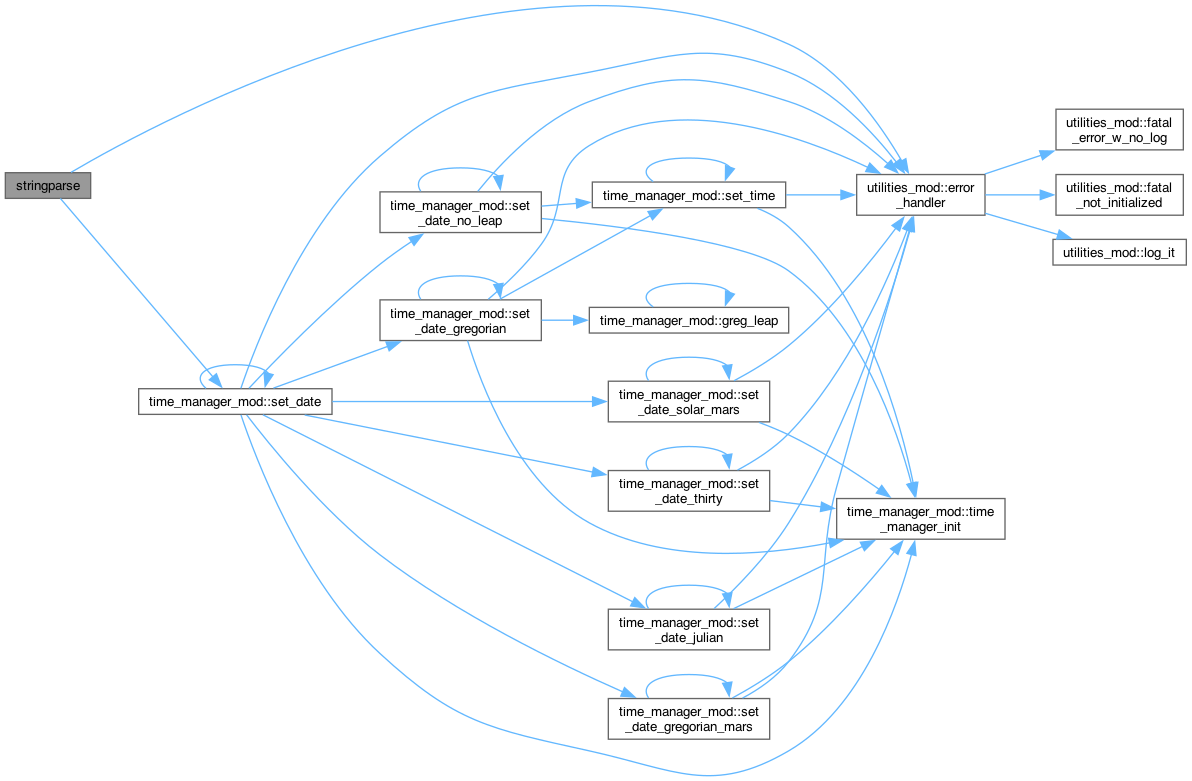 stringparse
time_manager_mod::set_date
time_manager_mod::set
_date_no_leap
time_manager_mod::set
_date_gregorian
time_manager_mod::set_time
time_manager_mod::greg_leap
time_manager_mod::set
_date_solar_mars
time_manager_mod::set
_date_thirty
time_manager_mod::set
_date_julian
time_manager_mod::set
_date_gregorian_mars
utilities_mod::error
_handler
time_manager_mod::time
_manager_init
utilities_mod::fatal
_error_w_no_log
utilities_mod::fatal
_not_initialized
utilities_mod::log_it